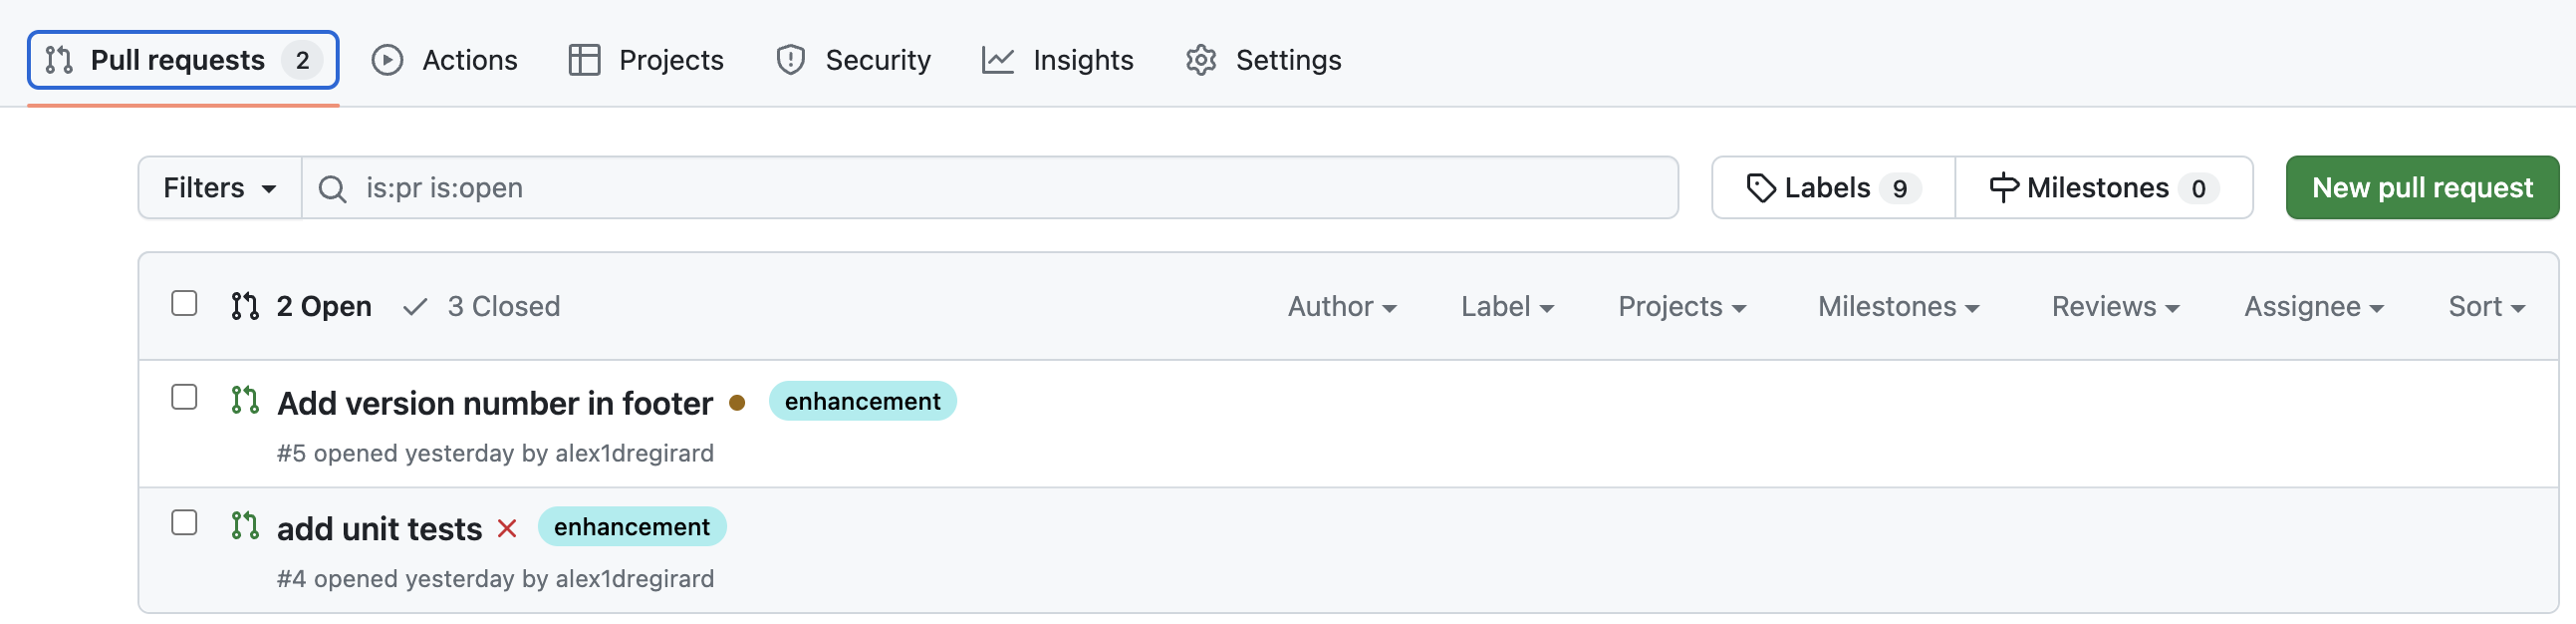 Pull requests 2 Actions Projects Security Insights Settings
Filters is:pr is:open Labels 9 Milestones 0 New pull request
2 Open 3 Closed Author Label Projects Milestones Reviews Assignee Sort
Add version number in footer enhancement
#5 opened yesterday by alex1dregirard
add unit tests enhancement
#4 opened yesterday by alex1dregirard